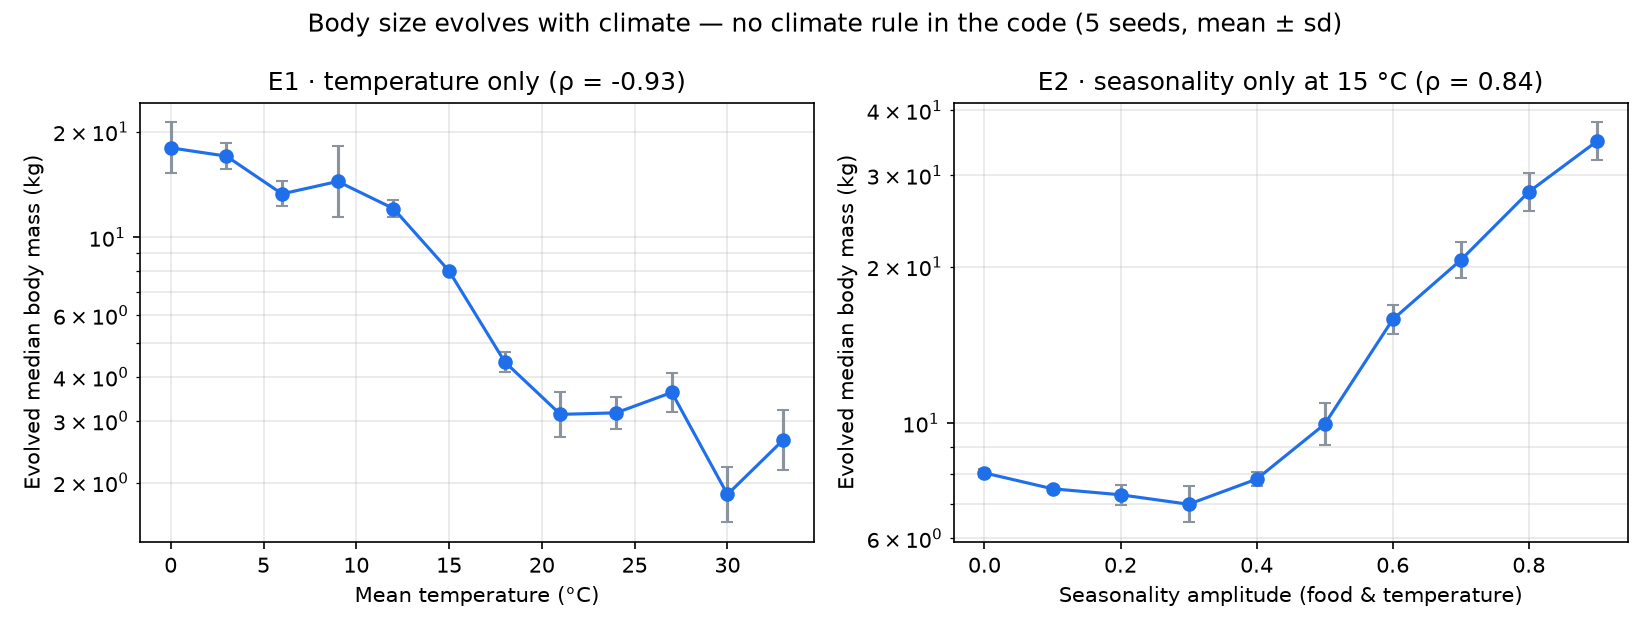 Body size evolves with climate — no climate rule in the code (5 seeds, mean ± sd)
E1 · temperature only (ρ = -0.93)
Evolved median body mass (kg)
2 × 10¹
10¹
6 × 10⁰
4 × 10⁰
3 × 10⁰
2 × 10⁰
0 5 10 15 20 25 30
Mean temperature (°C)
E2 · seasonality only at 15 °C (ρ = 0.84)
Evolved median body mass (kg)
4 × 10¹
3 × 10¹
2 × 10¹
10¹
6 × 10⁰
0.0 0.2 0.4 0.6 0.8
Seasonality amplitude (food & temperature)